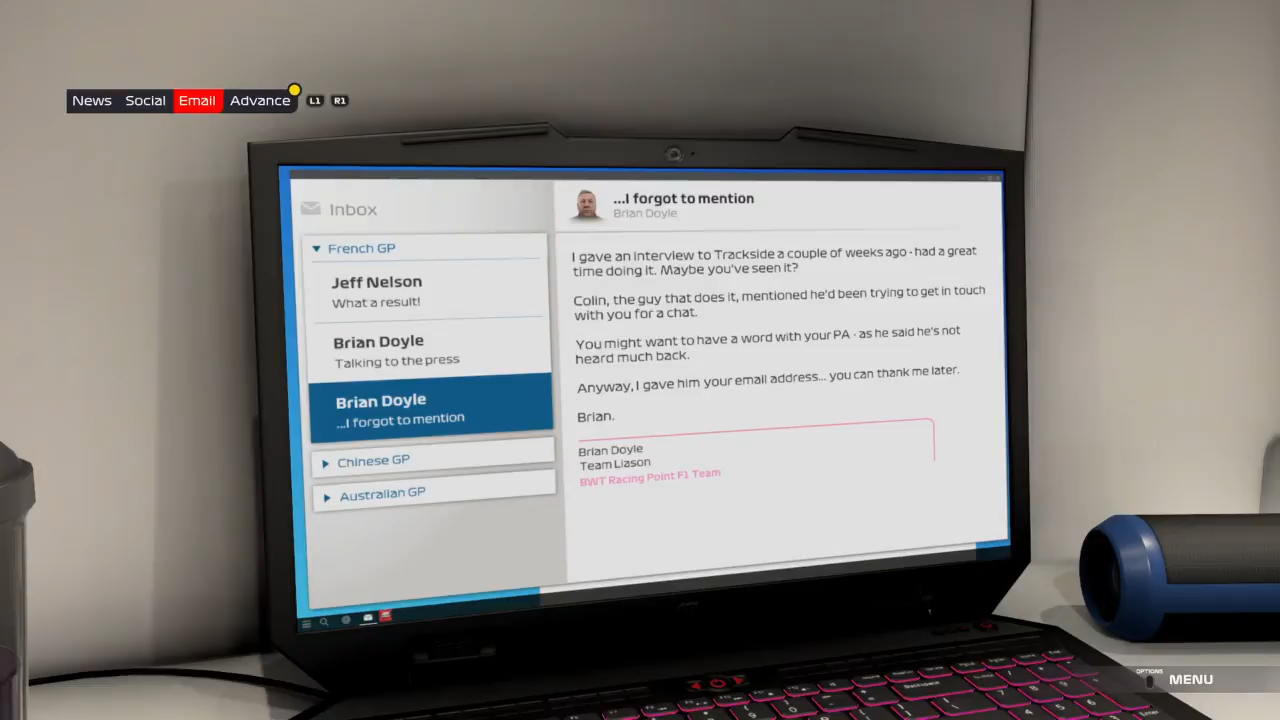 News Social Email Advance L1 R1
Inbox
French GP
Jeff Nelson
What a result!
Brian Doyle
Talking to the press
Brian Doyle
...I forgot to mention
Chinese GP
Australian GP
...I forgot to mention
Brian Doyle
I gave an interview to Trackside a couple of weeks ago - had a great
time doing it. Maybe you've seen it?
Colin, the guy that does it, mentioned he'd been trying to get in touch
with you for a chat.
You might want to have a word with your PA - as he said he's not
heard much back.
Anyway, I gave him your email address... you can thank me later.
Brian.
Brian Doyle
Team Liason
BWT Racing Point F1 Team
Backspace
Enter
OPTIONS
MENU